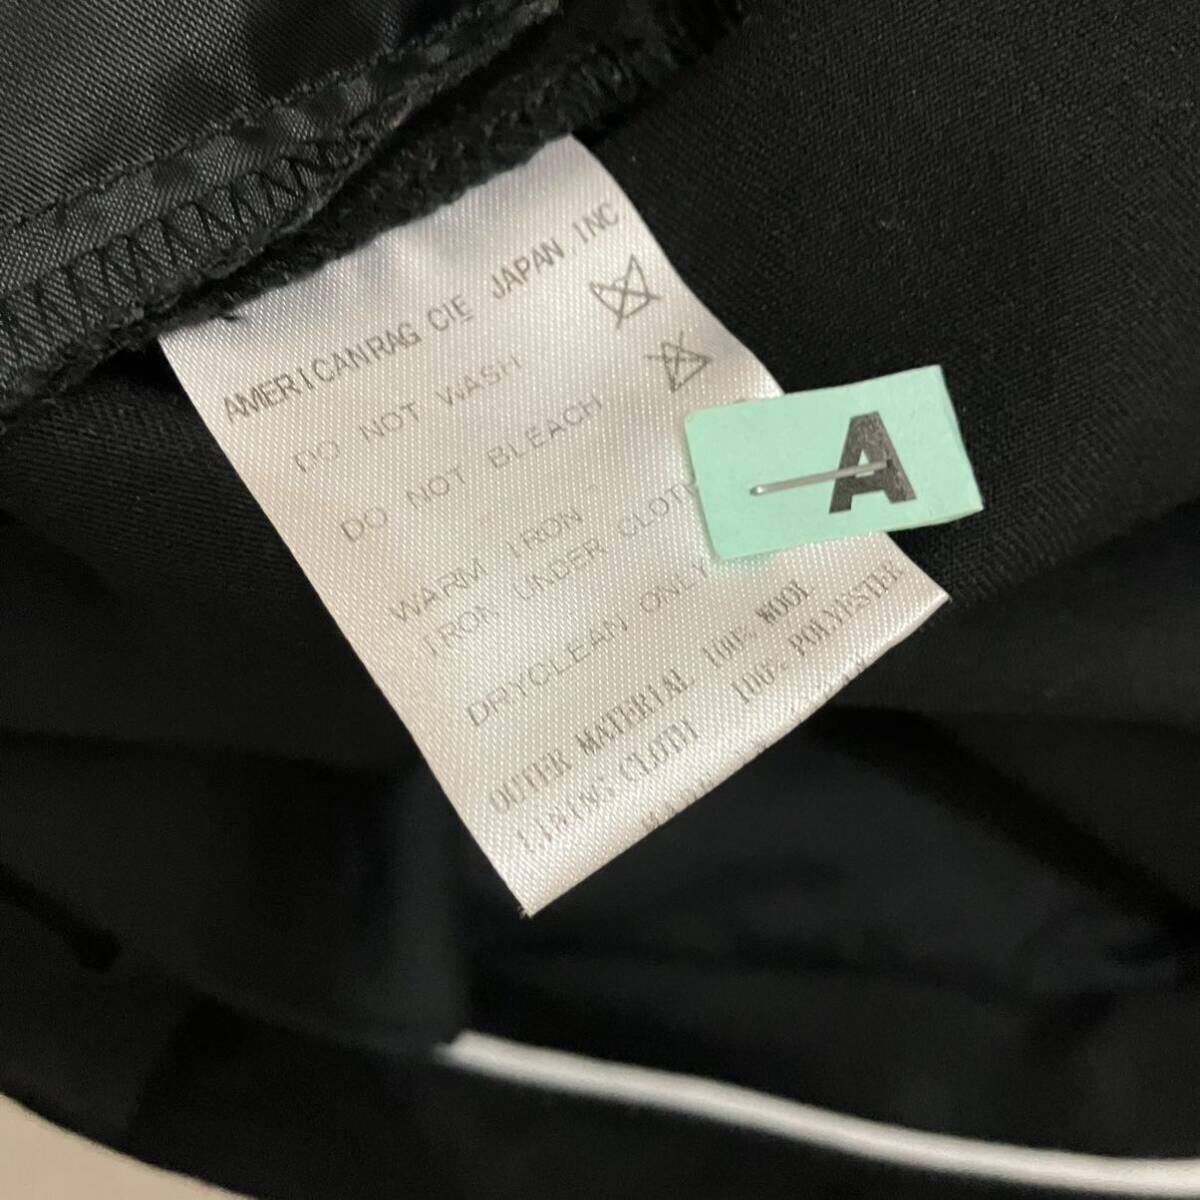 AMERICANRAG CIE JAPAN,INC
DO NOT WASH
DO NOT BLEACH
WARM IRON
IRON UNDER CLOTH
DRYCLEAN ONLY
OUTER MATERIAL 100% WOOL
LINING CLOTH 100% POLYESTER
A